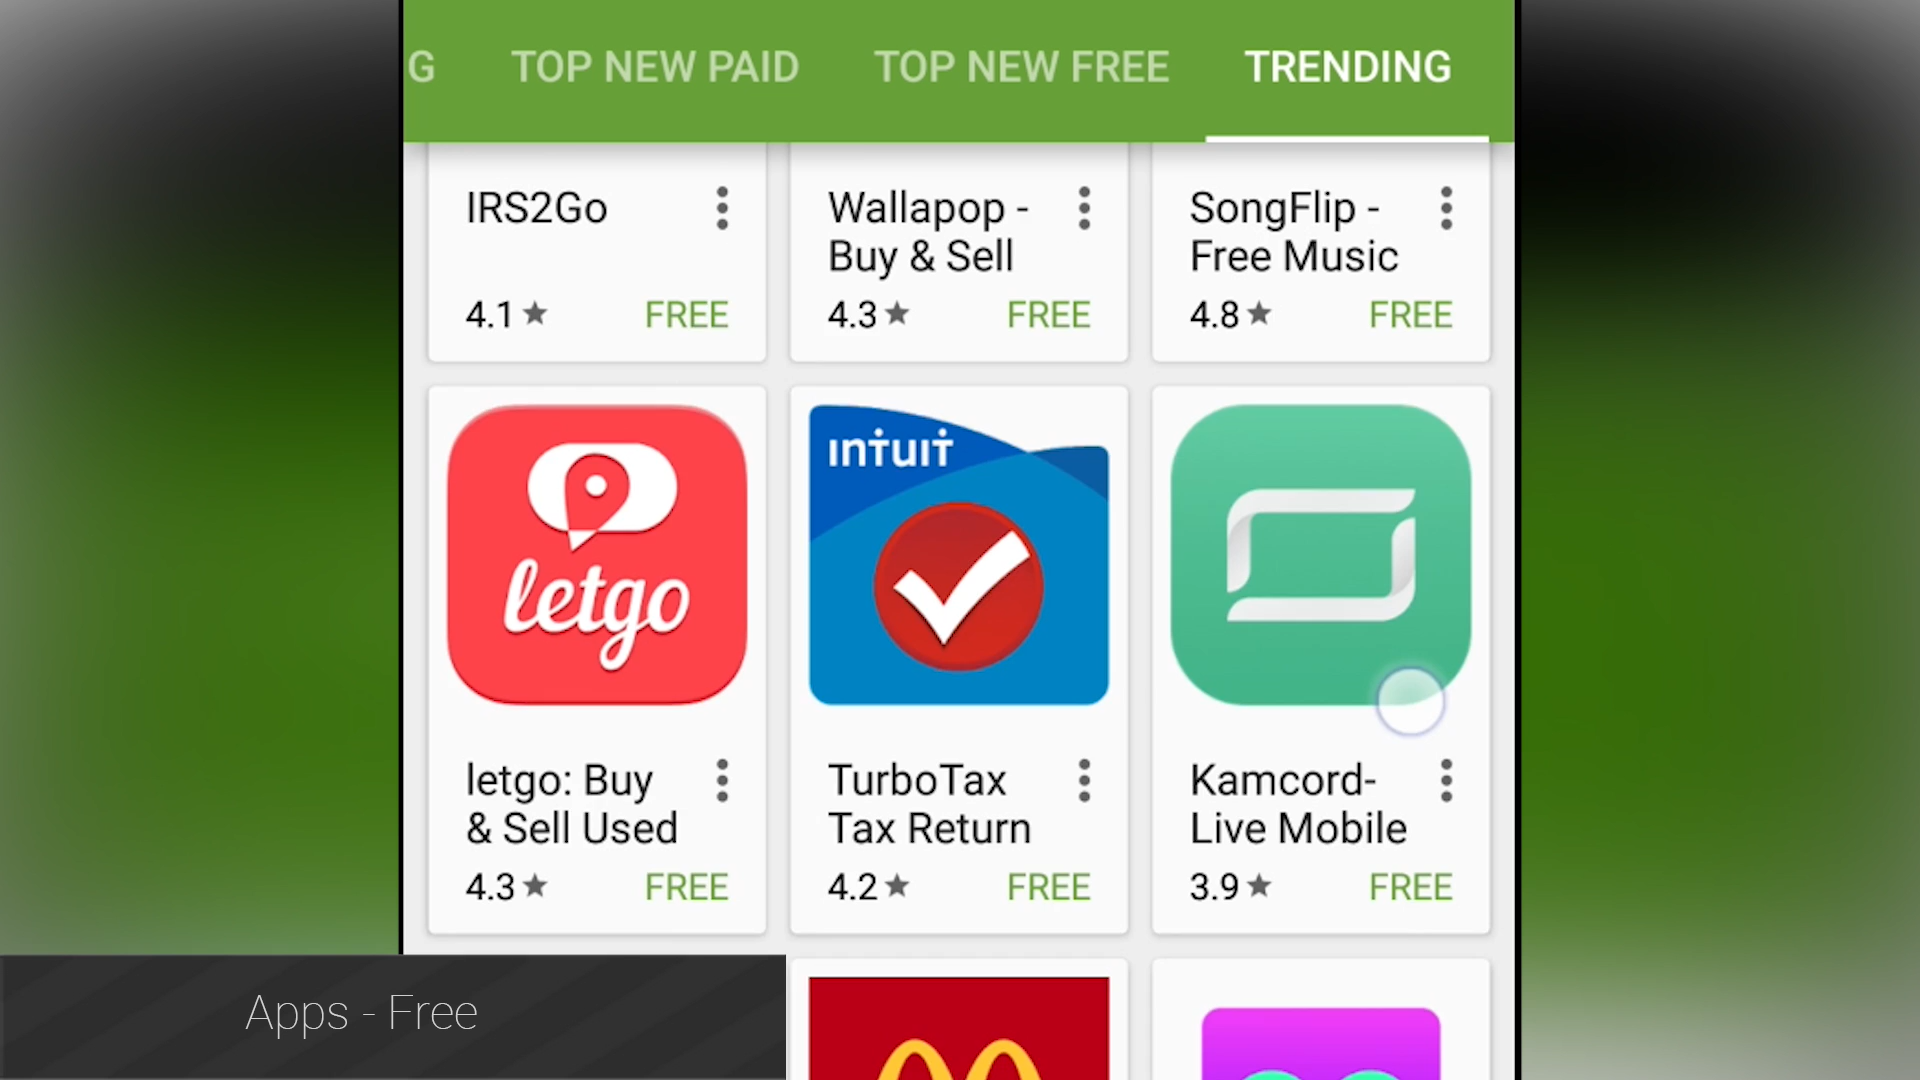 G TOP NEW PAID TOP NEW FREE TRENDING
IRS2Go
4.1 FREE
Wallapop -
Buy & Sell
4.3 FREE
SongFlip -
Free Music
4.8 FREE
letgo
letgo: Buy
& Sell Used
4.3 FREE
intuit
TurboTax
Tax Return
4.2 FREE
Kamcord-
Live Mobile
3.9 FREE
Apps - Free